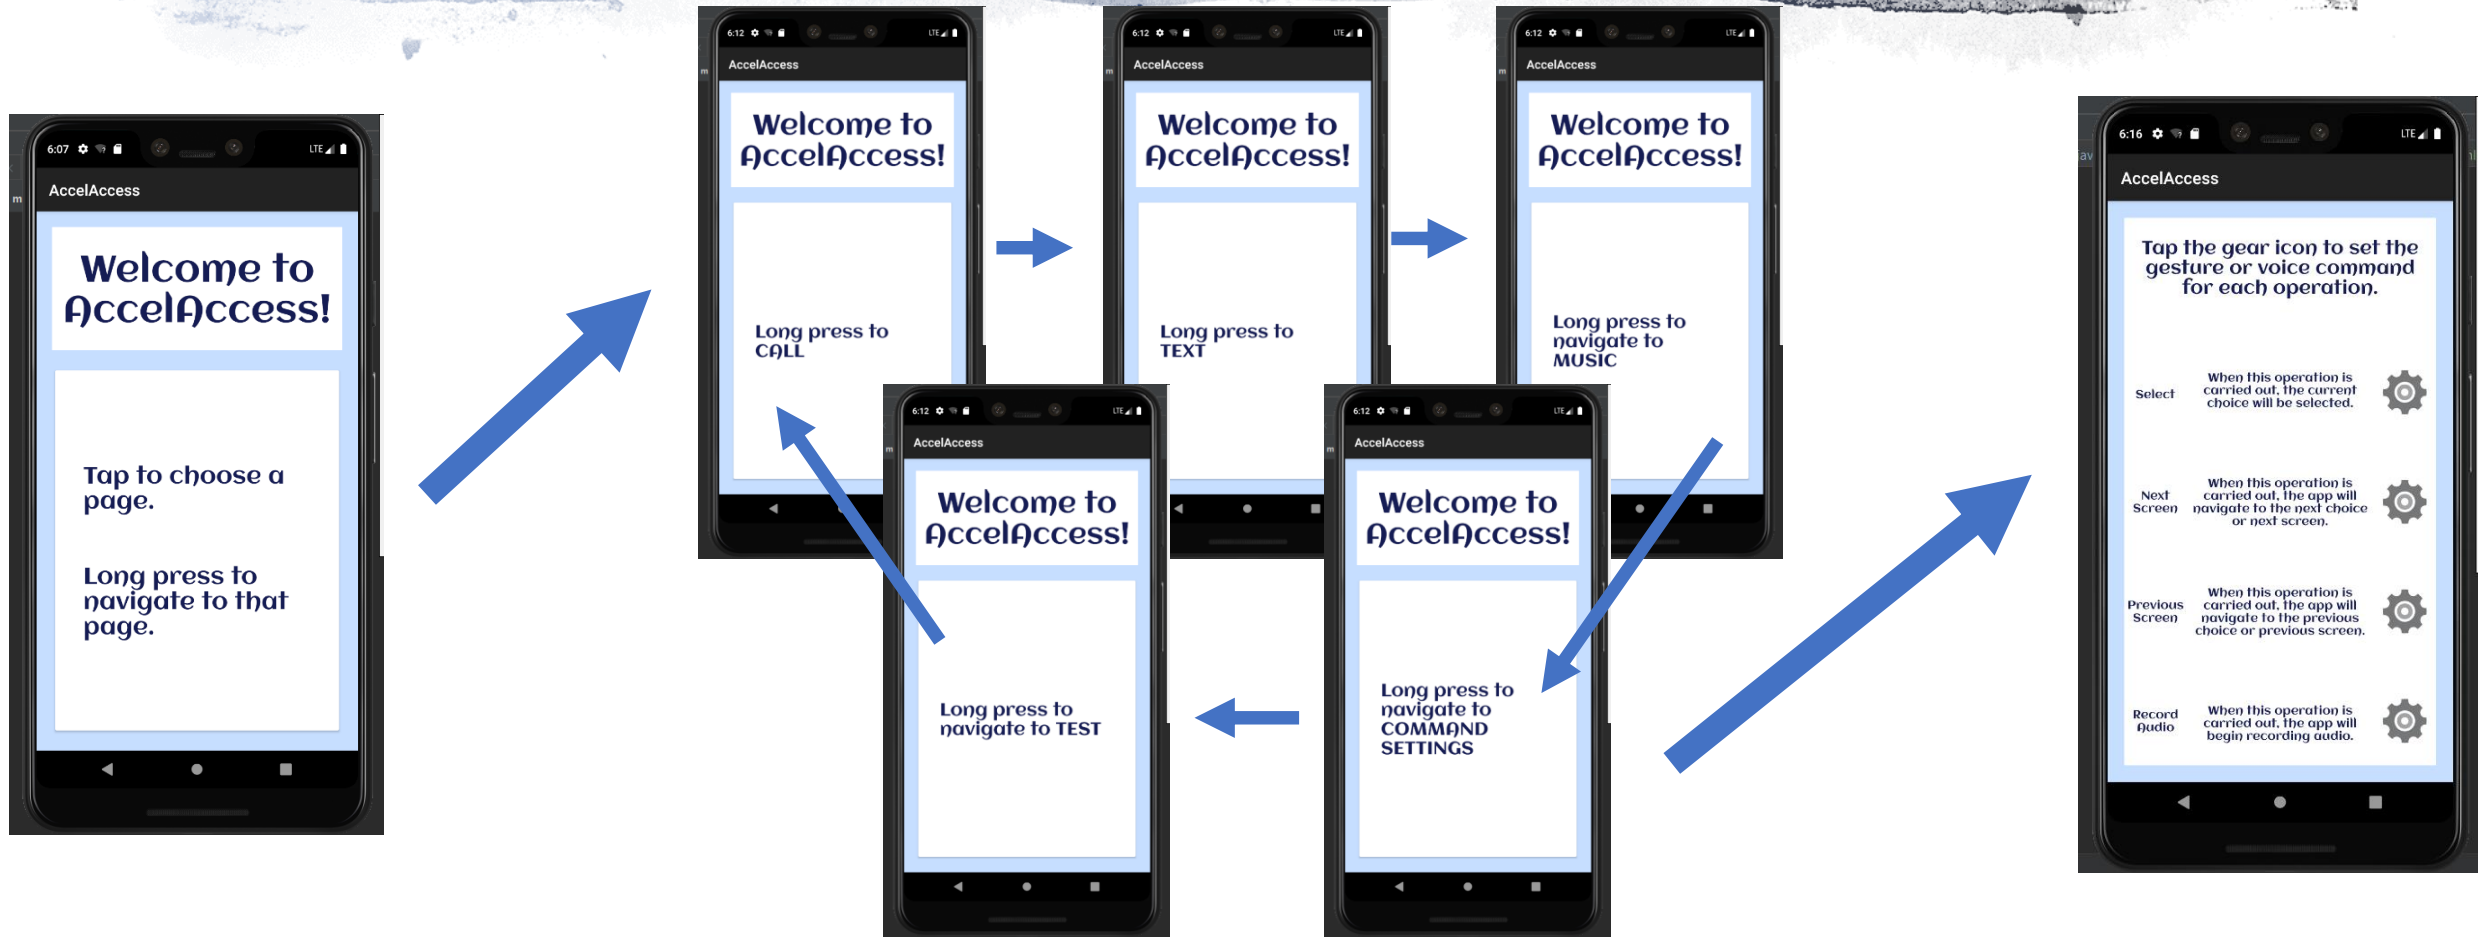 6:07
LTE
AccelAccess
Welcome to
AccelAccess!
Tap to choose a
page.
Long press to
navigate to that
page.
6:12
LTE
AccelAccess
Welcome to
AccelAccess!
Long press to
CALL
6:12
LTE
AccelAccess
Welcome to
AccelAccess!
Long press to
TEXT
6:12
LTE
AccelAccess
Welcome to
AccelAccess!
Long press to
navigate to
MUSIC
6:12
LTE
AccelAccess
Welcome to
AccelAccess!
Long press to
navigate to
COMMAND
SETTINGS
6:12
LTE
AccelAccess
Welcome to
AccelAccess!
Long press to
navigate to TEST
6:16
LTE
AccelAccess
Tap the gear icon to set the
gesture or voice command
for each operation.
Select
When this operation is
carried out, the current
choice will be selected.
Next
Screen
When this operation is
carried out, the app will
navigate to the next choice
or next screen.
Previous
Screen
When this operation is
carried out, the app will
navigate to the previous
choice or previous screen.
Record
Audio
When this operation is
carried out, the app will
begin recording audio.